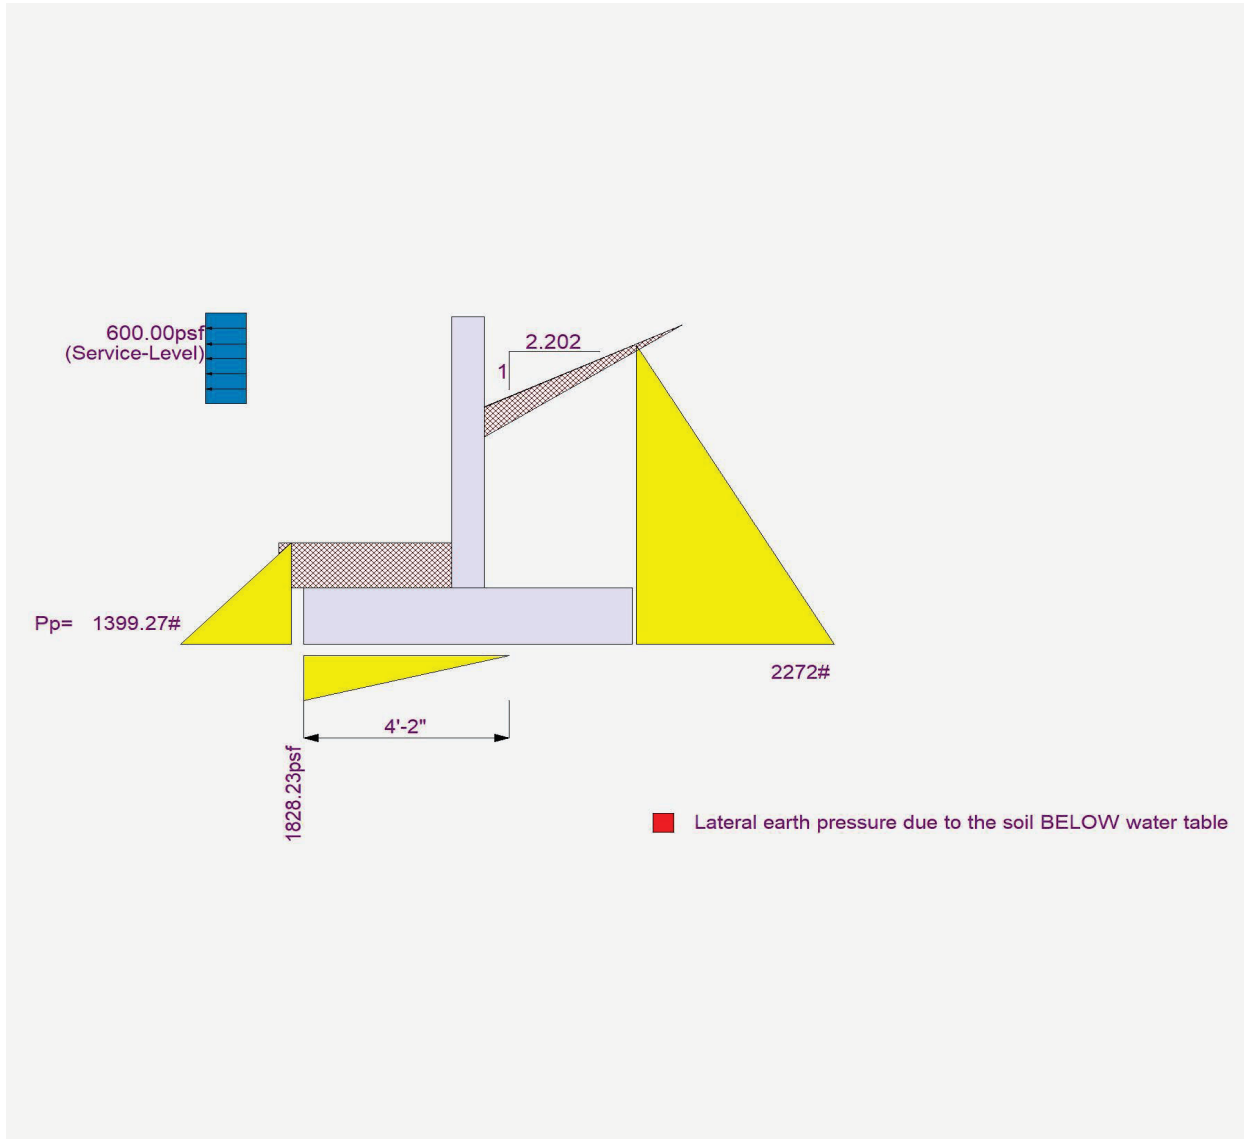 600.00psf
(Service-Level)
2.202
1
Pp= 1399.27#
2272#
4'-2"
1828.23psf
Lateral earth pressure due to the soil BELOW water table